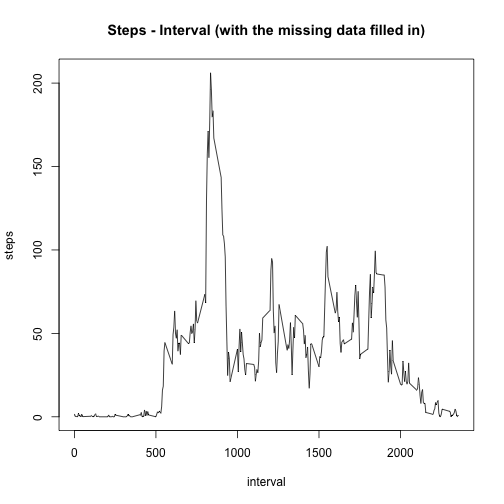 Steps - Interval (with the missing data filled in)
200
150
100
50
0
steps
0 500 1000 1500 2000
interval